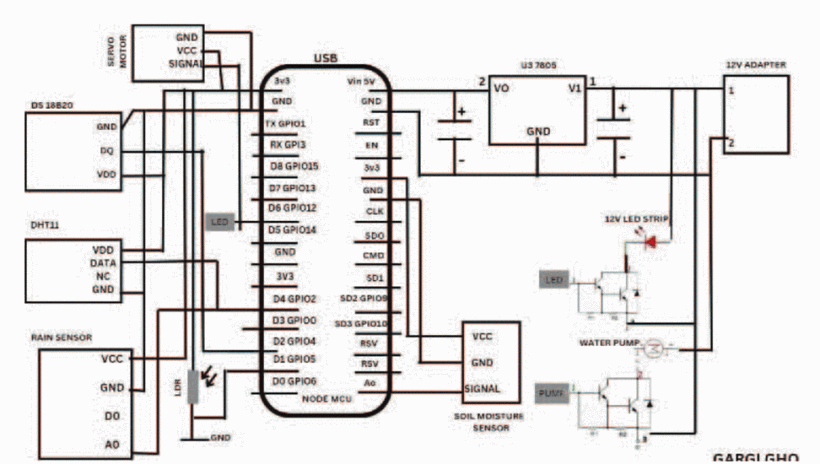 SERVO
MOTOR
GND
VCC
SIGNAL
DS 18B20
GND
DQ
VDD
DHT11
VDD
DATA
NC
GND
RAIN SENSOR
VCC
GND
D0
A0
LDR
GND
LED
USB
3v3
GND
TX GPIO1
RX GPI3
D8 GPIO15
D7 GPIO13
D6 GPIO12
D5 GPIO14
GND
3V3
D4 GPIO2
D3 GPIO0
D2 GPIO4
D1 GPIO5
D0 GPIO6
Vin 5V
GND
RST
EN
3v3
GND
CLK
SDO
CMD
SD1
SD2 GPIO9
SD3 GPIO10
RSV
RSV
Ao
NODE MCU
U3 7805
2
VO
V1
1
GND
+
-
+
-
12V ADAPTER
1
2
12V LED STRIP
LED
WATER PUMP
PUMP
VCC
GND
SIGNAL
SOIL MOISTURE
SENSOR
GARGI GHO